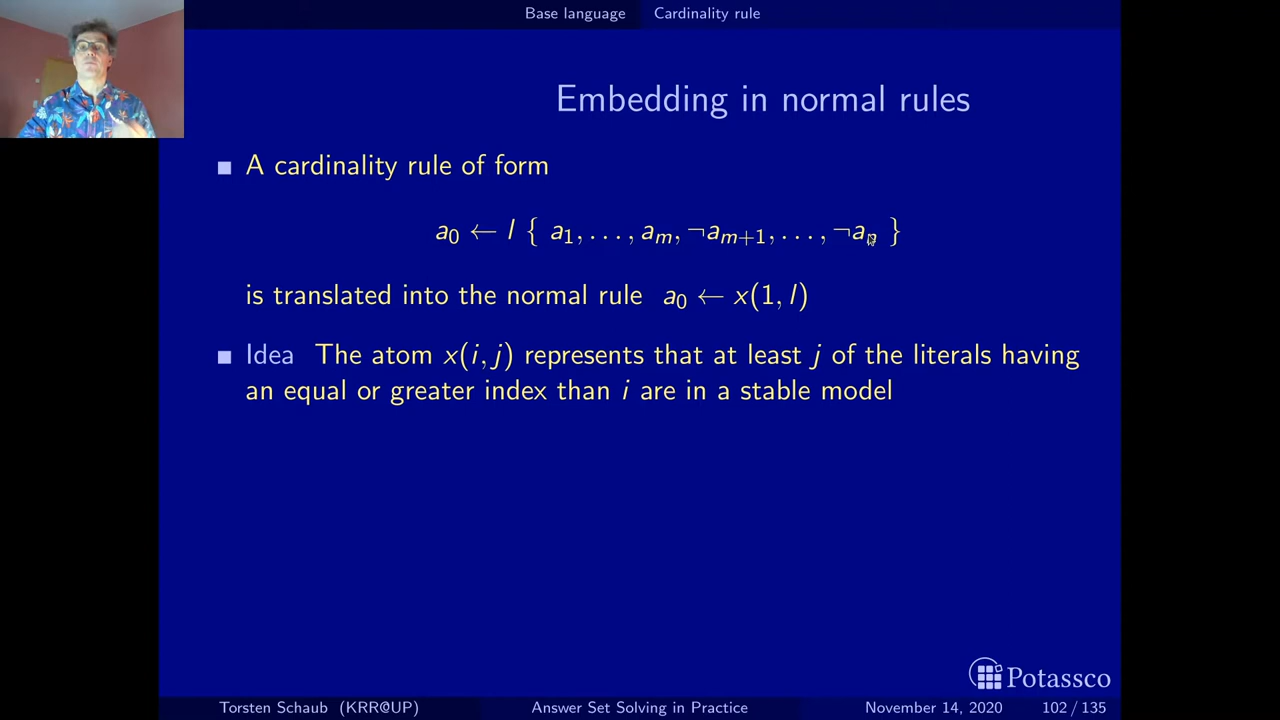 Base language Cardinality rule
Embedding in normal rules
A cardinality rule of form
a₀ ← l { a₁, . . . , aₘ, ¬aₘ₊₁, . . . , ¬aₙ }
is translated into the normal rule a₀ ← x(1, l)
Idea The atom x(i, j) represents that at least j of the literals having
an equal or greater index than i are in a stable model
Potassco
Torsten Schaub (KRR@UP) Answer Set Solving in Practice November 14, 2020 102 / 135